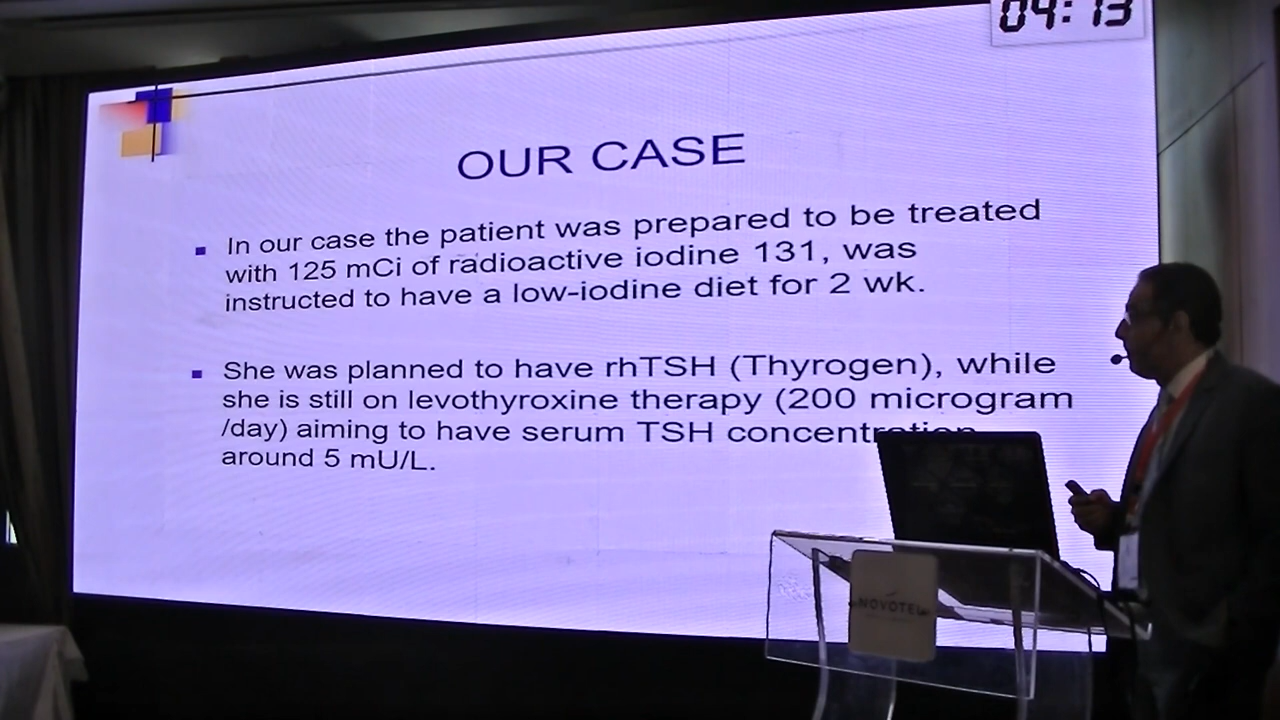 04:13
OUR CASE
In our case the patient was prepared to be treated
with 125 mCi of radioactive iodine 131, was
instructed to have a low-iodine diet for 2 wk.
She was planned to have rhTSH (Thyrogen), while
she is still on levothyroxine therapy (200 microgram
/day) aiming to have serum TSH concentration
around 5 mU/L.
NOVOTEL